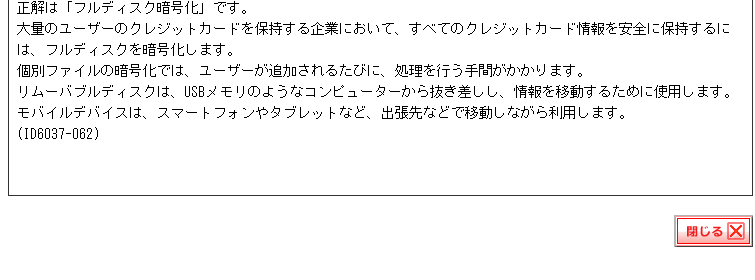 正解は「フルディスク暗号化」です。
大量のユーザーのクレジットカードを保持する企業において、すべてのクレジットカード情報を安全に保持するに
は、フルディスクを暗号化します。
個別ファイルの暗号化では、ユーザーが追加されるたびに、処理を行う手間がかかります。
リムーバブルディスクは、USBメモリのようなコンピューターから抜き差しし、情報を移動するために使用します。
モバイルデバイスは、スマートフォンやタブレットなど、出張先などで移動しながら利用します。
(ID6037-062)
閉じる